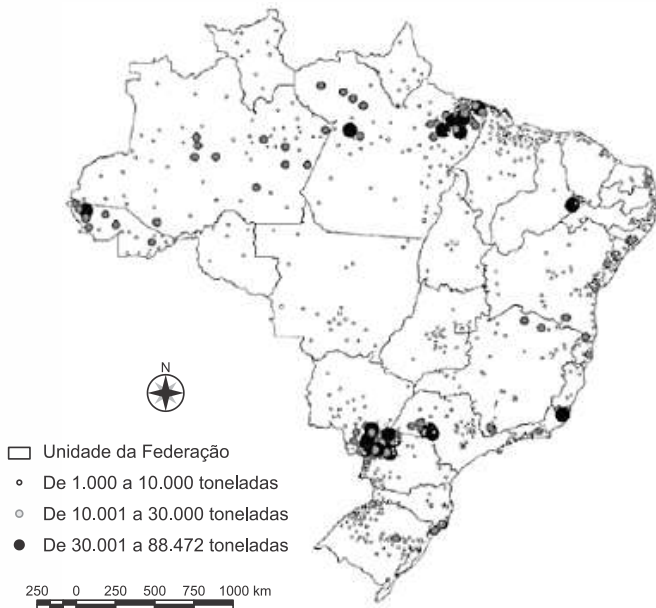 N
Unidade da Federação
De 1.000 a 10.000 toneladas
De 10.001 a 30.000 toneladas
De 30.001 a 88.472 toneladas
250 0 250 500 750 1000 km